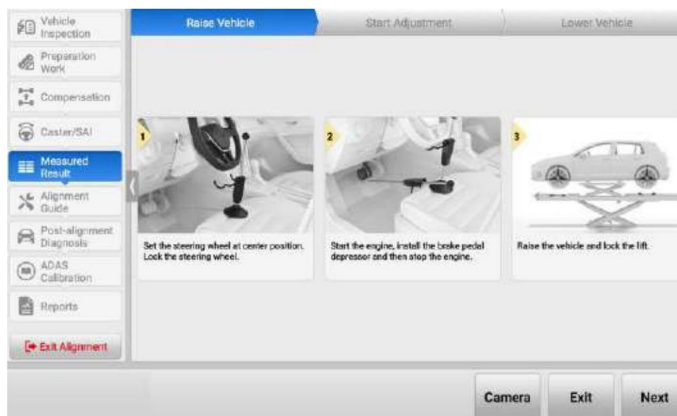 Vehicle
Inspection
Preparation
Work
Compensation
Caster/SAI
Measured
Result
Alignment
Guide
Post-alignment
Diagnosis
ADAS
Calibration
Reports
Exit Alignment
Raise Vehicle
Start Adjustment
Lower Vehicle
1
Set the steering wheel at center position.
Lock the steering wheel.
2
Start the engine, install the brake pedal
depressor and then stop the engine.
3
Raise the vehicle and lock the lift.
Camera
Exit
Next